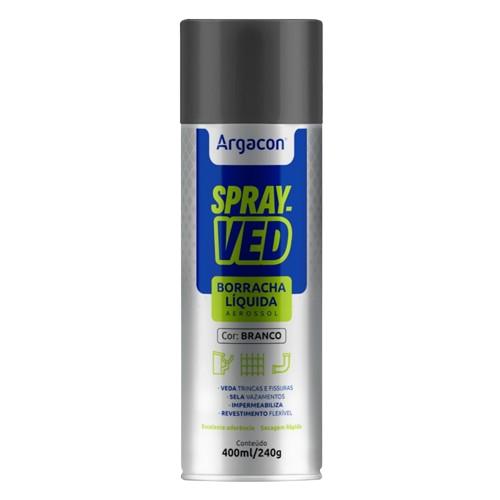 Argacon
SPRAY-
VED
BORRACHA
LÍQUIDA
AEROSSOL
Cor: BRANCO
· VEDA TRINCAS E FISSURAS
· SELA VAZAMENTOS
· IMPERMEABILIZA
· REVESTIMENTO FLEXÍVEL
Excelente aderência Secagem Rápida
Conteúdo
400ml/240g